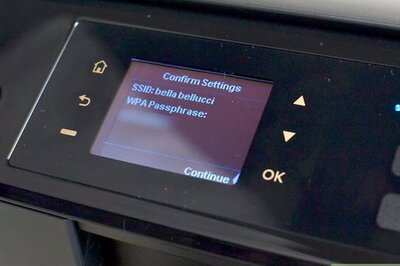 Confirm Settings
SSID: bella bellucci
WPA Passphrase:
Continue
OK